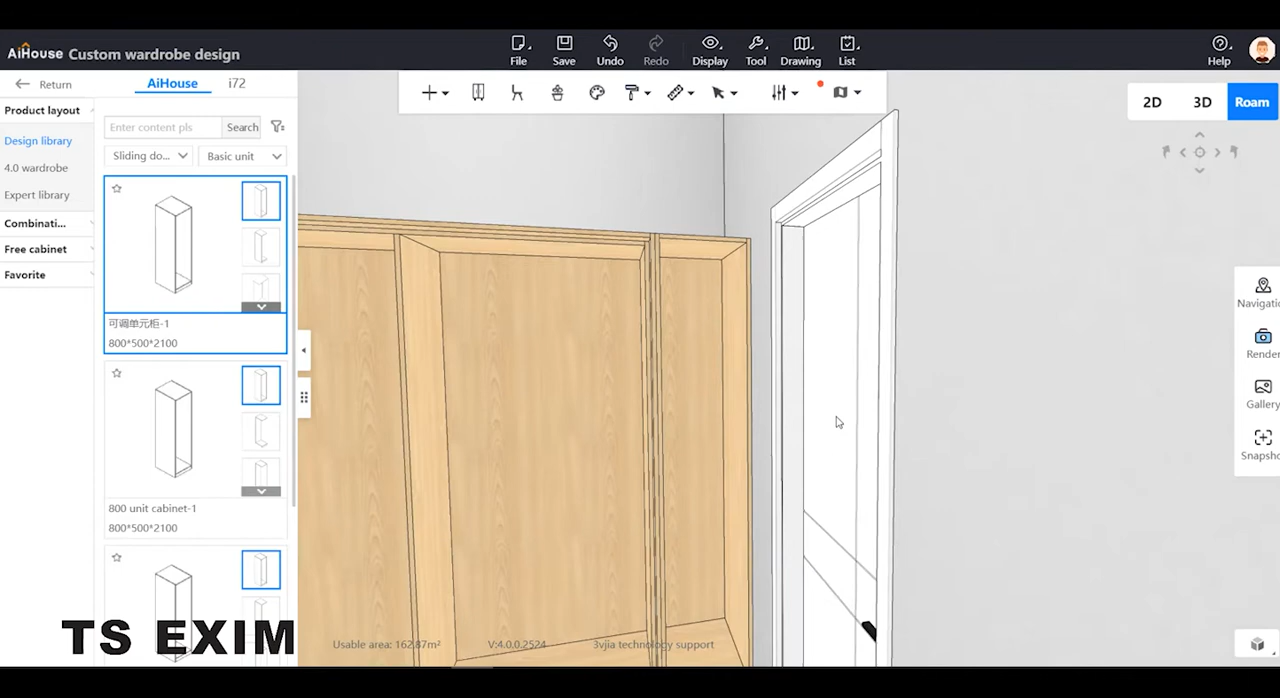 AiHouse Custom wardrobe design
File
Save
Undo
Redo
Display
Tool
Drawing
List
Help
Return
AiHouse
i72
Product layout
Design library
4.0 wardrobe
Expert library
Combinati...
Free cabinet
Favorite
Enter content pls
Search
Sliding do...
Basic unit
可调单元柜-1
800*500*2100
800 unit cabinet-1
800*500*2100
2D
3D
Roam
Navigatio
Render
Gallery
Snapsho
TS EXIM
Usable area: 162.87m²
V:4.0.0.2524
3vjia technology support